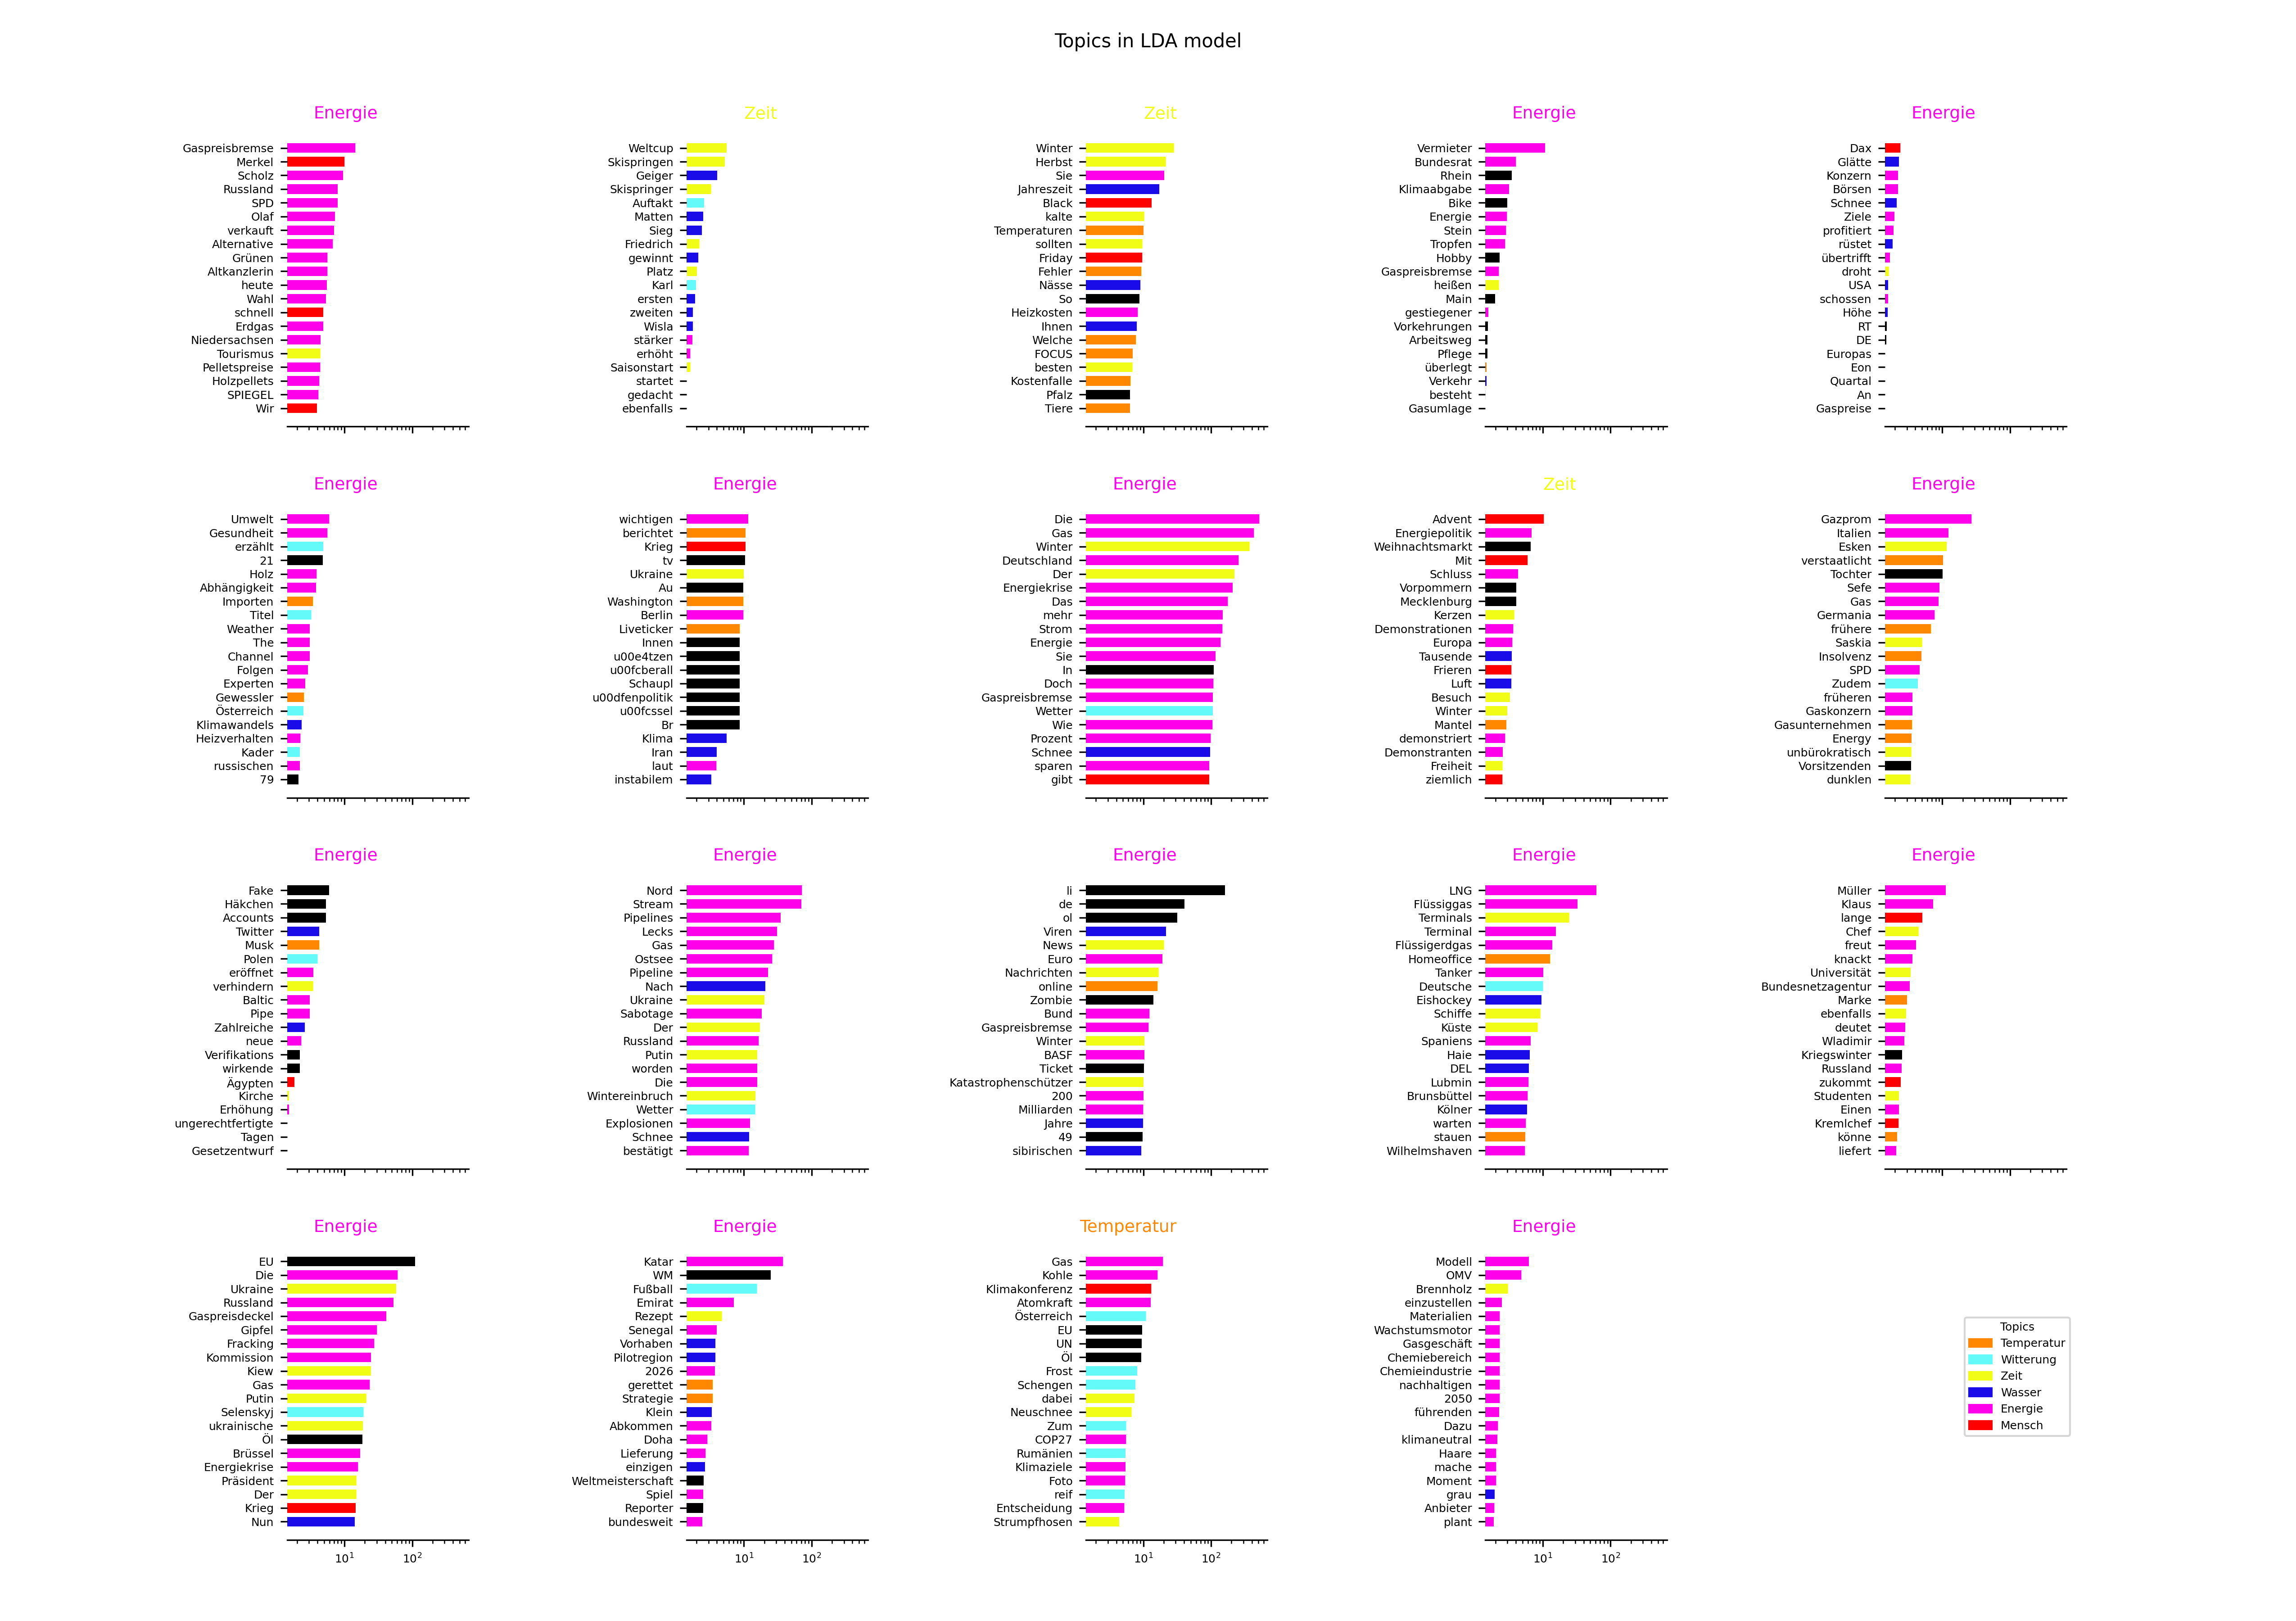 Topics in LDA model
Energie
Gaspreisbremse
Merkel
Scholz
Russland
SPD
Olaf
verkauft
Alternative
Grünen
Altkanzlerin
heute
Wahl
schnell
Erdgas
Niedersachsen
Tourismus
Pelletspreise
Holzpellets
SPIEGEL
Wir
Zeit
Weltcup
Skispringen
Geiger
Skispringer
Auftakt
Matten
Sieg
Friedrich
gewinnt
Platz
Karl
ersten
zweiten
Wisla
stärker
erhöht
Saisonstart
startet
gedacht
ebenfalls
Zeit
Winter
Herbst
Sie
Jahreszeit
Black
kalte
Temperaturen
sollten
Friday
Fehler
Nässe
So
Heizkosten
Ihnen
Welche
FOCUS
besten
Kostenfalle
Pfalz
Tiere
Energie
Vermieter
Bundesrat
Rhein
Klimaabgabe
Bike
Energie
Stein
Tropfen
Hobby
Gaspreisbremse
heißen
Main
gestiegener
Vorkehrungen
Arbeitsweg
Pflege
überlegt
Verkehr
besteht
Gasumlage
Energie
Dax
Glätte
Konzern
Börsen
Schnee
Ziele
profitiert
rüstet
übertrifft
droht
USA
schossen
Höhe
RT
DE
Europas
Eon
Quartal
An
Gaspreise
Energie
Umwelt
Gesundheit
erzählt
21
Holz
Abhängigkeit
Importen
Titel
Weather
The
Channel
Folgen
Experten
Gewessler
Österreich
Klimawandels
Heizverhalten
Kader
russischen
79
Energie
wichtigen
berichtet
Krieg
tv
Ukraine
Au
Washington
Berlin
Liveticker
Innen
u00e4tzen
u00fcberall
Schaupl
u00dfenpolitik
u00fcssel
Br
Klima
Iran
laut
instabilem
Energie
Die
Gas
Winter
Deutschland
Der
Energiekrise
Das
mehr
Strom
Energie
Sie
In
Doch
Gaspreisbremse
Wetter
Wie
Prozent
Schnee
sparen
gibt
Zeit
Advent
Energiepolitik
Weihnachtsmarkt
Mit
Schluss
Vorpommern
Mecklenburg
Kerzen
Demonstrationen
Europa
Tausende
Frieren
Luft
Besuch
Winter
Mantel
demonstriert
Demonstranten
Freiheit
ziemlich
Energie
Gazprom
Italien
Esken
verstaatlicht
Tochter
Sefe
Gas
Germania
frühere
Saskia
Insolvenz
SPD
Zudem
früheren
Gaskonzern
Gasunternehmen
Energy
unbürokratisch
Vorsitzenden
dunklen
Energie
Fake
Häkchen
Accounts
Twitter
Musk
Polen
eröffnet
verhindern
Baltic
Pipe
Zahlreiche
neue
Verifikations
wirkende
Ägypten
Kirche
Erhöhung
ungerechtfertigte
Tagen
Gesetzentwurf
Energie
Nord
Stream
Pipelines
Lecks
Gas
Ostsee
Pipeline
Nach
Ukraine
Sabotage
Der
Russland
Putin
worden
Die
Wintereinbruch
Wetter
Explosionen
Schnee
bestätigt
Energie
li
de
ol
Viren
News
Euro
Nachrichten
online
Zombie
Bund
Gaspreisbremse
Winter
BASF
Ticket
Katastrophenschützer
200
Milliarden
Jahre
49
sibirischen
Energie
LNG
Flüssiggas
Terminals
Terminal
Flüssigerdgas
Homeoffice
Tanker
Deutsche
Eishockey
Schiffe
Küste
Spaniens
Haie
DEL
Lubmin
Brunsbüttel
Kölner
warten
stauen
Wilhelmshaven
Energie
Müller
Klaus
lange
Chef
freut
knackt
Universität
Bundesnetzagentur
Marke
ebenfalls
deutet
Wladimir
Kriegswinter
Russland
zukommt
Studenten
Einen
Kremlchef
könne
liefert
Energie
EU
Die
Ukraine
Russland
Gaspreisdeckel
Gipfel
Fracking
Kommission
Kiew
Gas
Putin
Selenskyj
ukrainische
Öl
Brüssel
Energiekrise
Präsident
Der
Krieg
Nun
10¹ 10²
Energie
Katar
WM
Fußball
Emirat
Rezept
Senegal
Vorhaben
Pilotregion
2026
gerettet
Strategie
Klein
Abkommen
Doha
Lieferung
einzigen
Weltmeisterschaft
Spiel
Reporter
bundesweit
10¹ 10²
Temperatur
Gas
Kohle
Klimakonferenz
Atomkraft
Österreich
EU
UN
Öl
Frost
Schengen
dabei
Neuschnee
Zum
COP27
Rumänien
Klimaziele
Foto
reif
Entscheidung
Strumpfhosen
10¹ 10²
Energie
Modell
OMV
Brennholz
einzustellen
Materialien
Wachstumsmotor
Gasgeschäft
Chemiebereich
Chemieindustrie
nachhaltigen
2050
führenden
Dazu
klimaneutral
Haare
mache
Moment
grau
Anbieter
plant
10¹ 10²
Topics
Temperatur
Witterung
Zeit
Wasser
Energie
Mensch